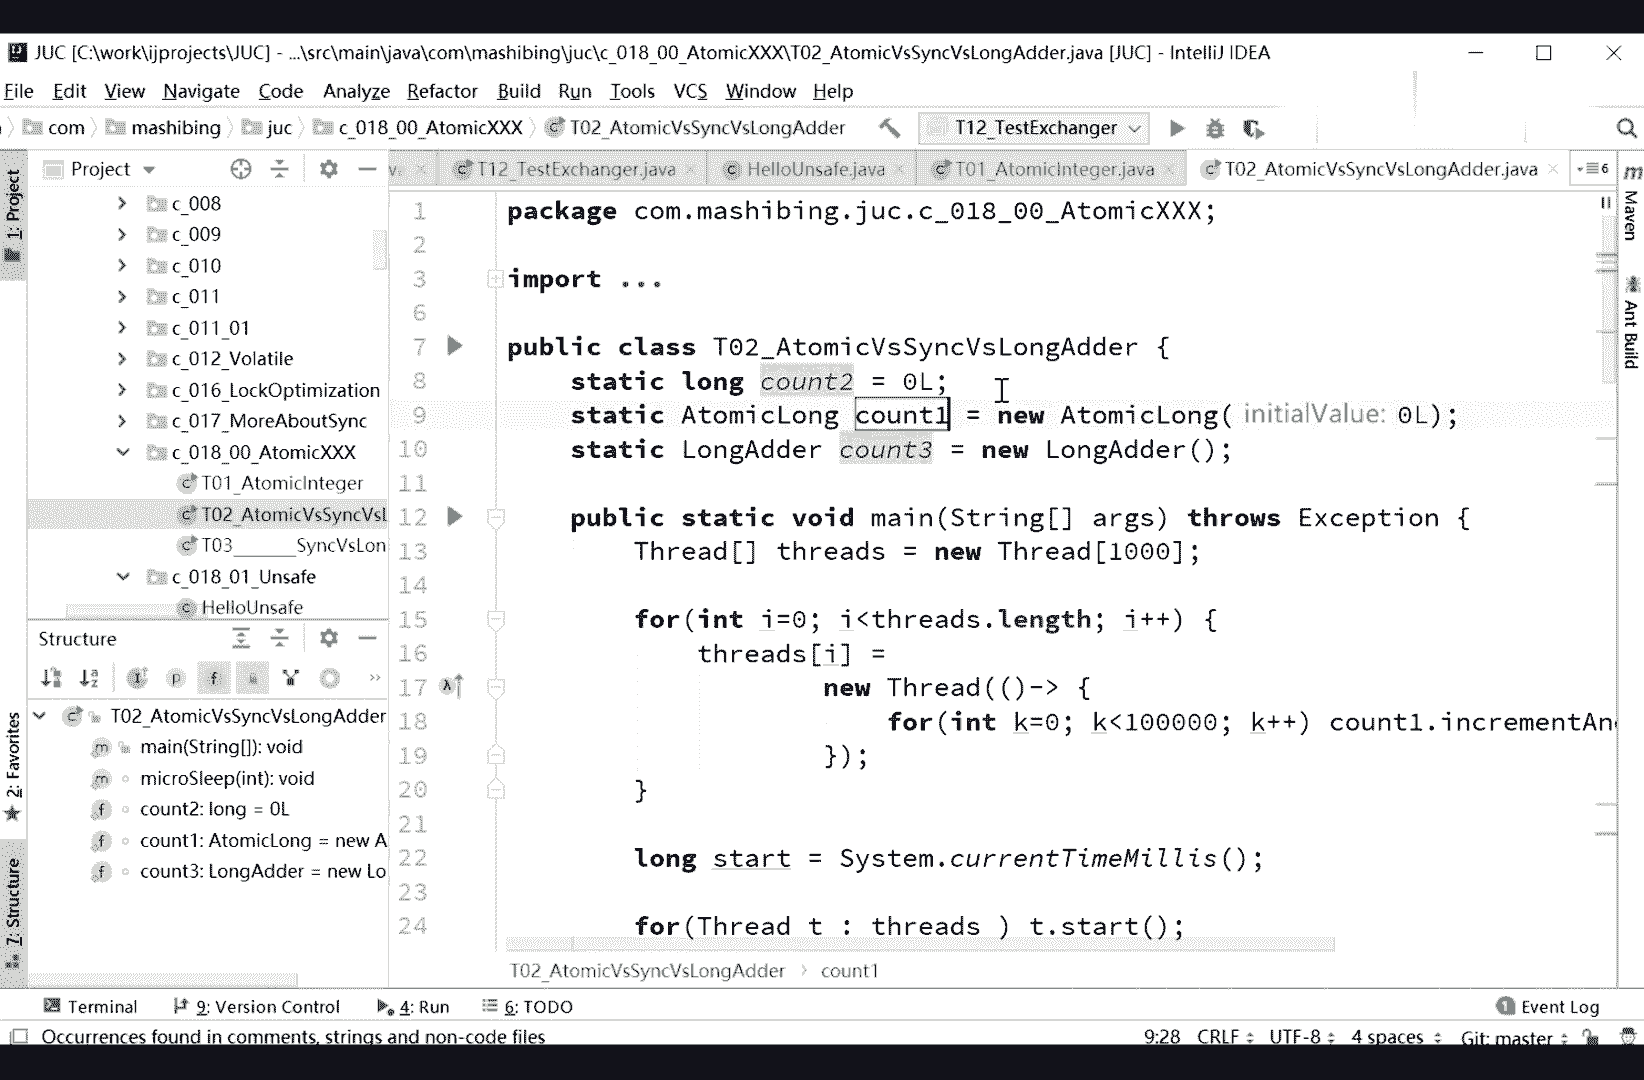 JUC [C:\work\ijprojects\JUC] - ...\src\main\java\com\mashibing\juc\c_018_00_AtomicXXX\T02_AtomicVsSyncVsLongAdder.java [JUC] - IntelliJ IDEA
File Edit View Navigate Code Analyze Refactor Build Run Tools VCS Window Help
com mashibing juc c_018_00_AtomicXXX T02_AtomicVsSyncVsLongAdder T12_TestExchanger
1: Project
2: Favorites
7: Structure
Project
c_008
c_009
c_010
c_011
c_011_01
c_012_Volatile
c_016_LockOptimization
c_017_MoreAboutSync
c_018_00_AtomicXXX
T01_AtomicInteger
T02_AtomicVsSyncVsL
T03______SyncVsLon
c_018_01_Unsafe
HelloUnsafe
Structure
T02_AtomicVsSyncVsLongAdder
main(String[]): void
microSleep(int): void
count2: long = 0L
count1: AtomicLong = new A
count3: LongAdder = new Lo
T12_TestExchanger.java HelloUnsafe.java T01_AtomicInteger.java T02_AtomicVsSyncVsLongAdder.java 6
1 package com.mashibing.juc.c_018_00_AtomicXXX;
2
3 import ...
6
7 public class T02_AtomicVsSyncVsLongAdder {
8 static long count2 = 0L;
9 static AtomicLong count1 = new AtomicLong( initialValue: 0L);
10 static LongAdder count3 = new LongAdder();
11
12 public static void main(String[] args) throws Exception {
13 Thread[] threads = new Thread[1000];
14
15 for(int i=0; i<threads.length; i++) {
16 threads[i] =
17 new Thread(()-> {
18 for(int k=0; k<100000; k++) count1.incrementAn
19 });
20 }
21
22 long start = System.currentTimeMillis();
23
24 for(Thread t : threads ) t.start();
T02_AtomicVsSyncVsLongAdder count1
Maven
Ant Build
Terminal 9: Version Control 4: Run 6: TODO 1 Event Log
Occurrences found in comments, strings and non-code files 9:28 CRLF UTF-8 4 spaces Git: master